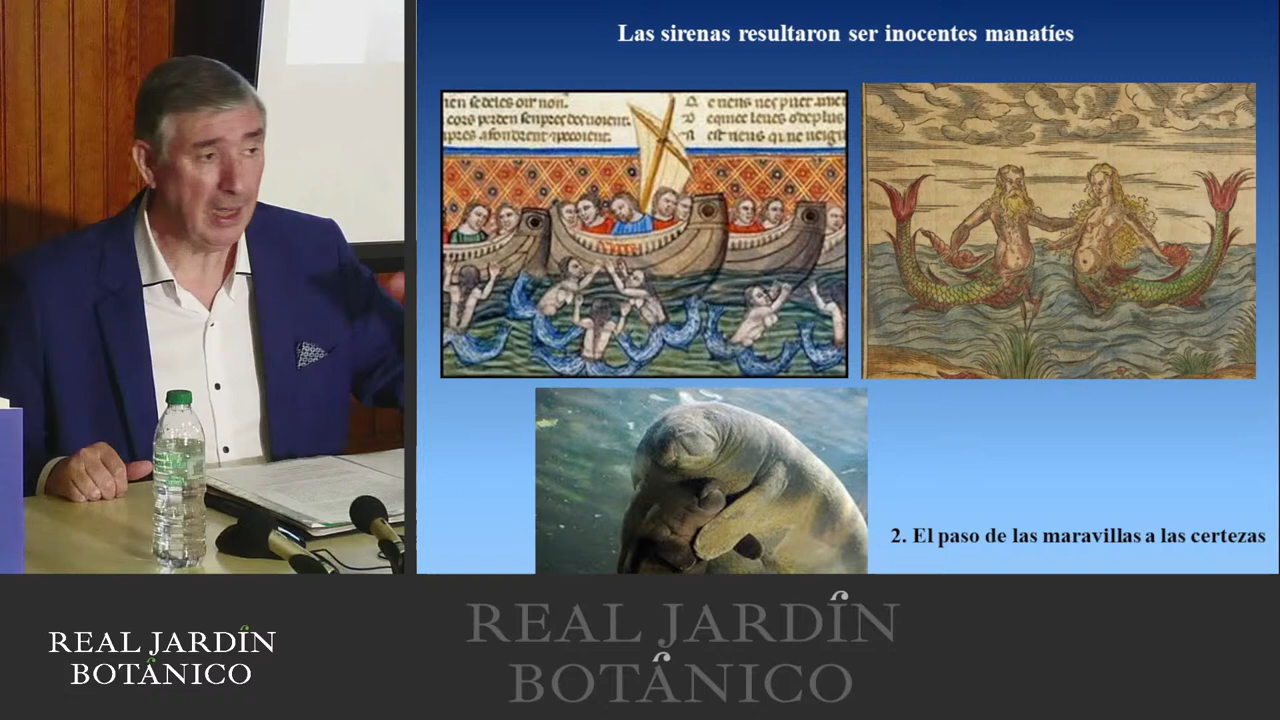 Las sirenas resultaron ser inocentes manatíes
2. El paso de las maravillas a las certezas
REAL JARDÍN
BOTÁNICO
REAL JARDÍN
BOTÁNICO